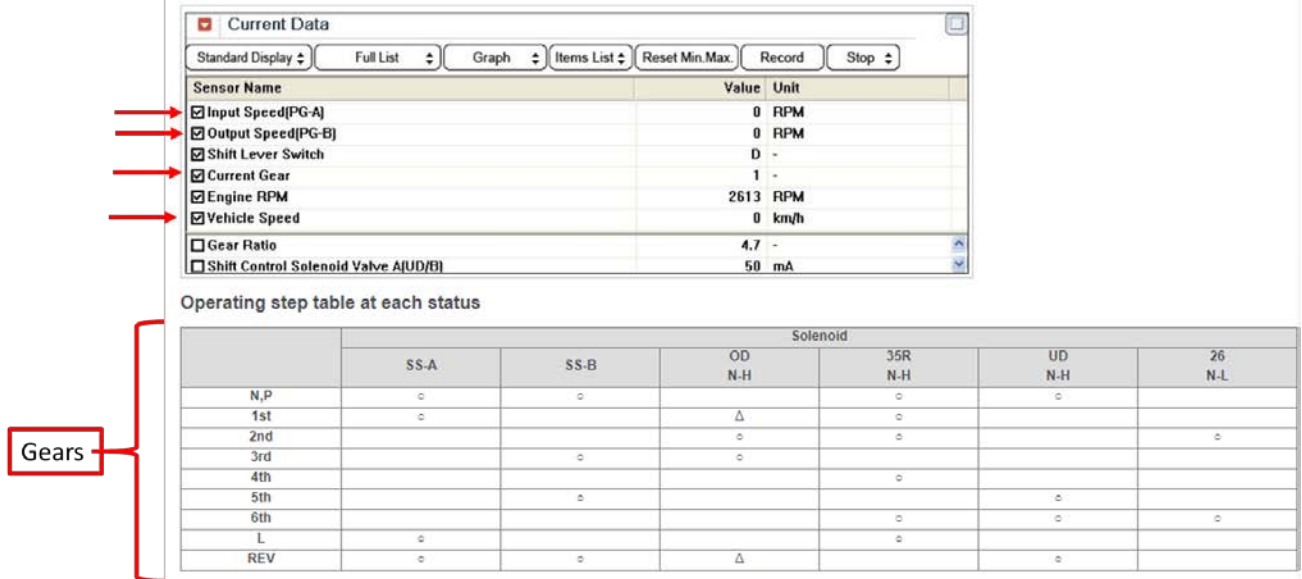 Current Data
Standard Display Full List Graph Items List Reset Min.Max. Record Stop
Sensor Name Value Unit
Input Speed(PG-A) 0 RPM
Output Speed(PG-B) 0 RPM
Shift Lever Switch D -
Current Gear 1 -
Engine RPM 2613 RPM
Vehicle Speed 0 km/h
Gear Ratio 4.7 -
Shift Control Solenoid Valve A(UD/B) 50 mA
Operating step table at each status
Solenoid
SS-A SS-B OD N-H 35R N-H UD N-H 26 N-L
N,P ○ ○ ○ ○
1st ○ Δ ○
2nd ○ ○ ○
3rd ○ ○
4th ○
5th ○ ○
6th ○ ○ ○
L ○ ○
REV ○ ○ Δ ○
Gears